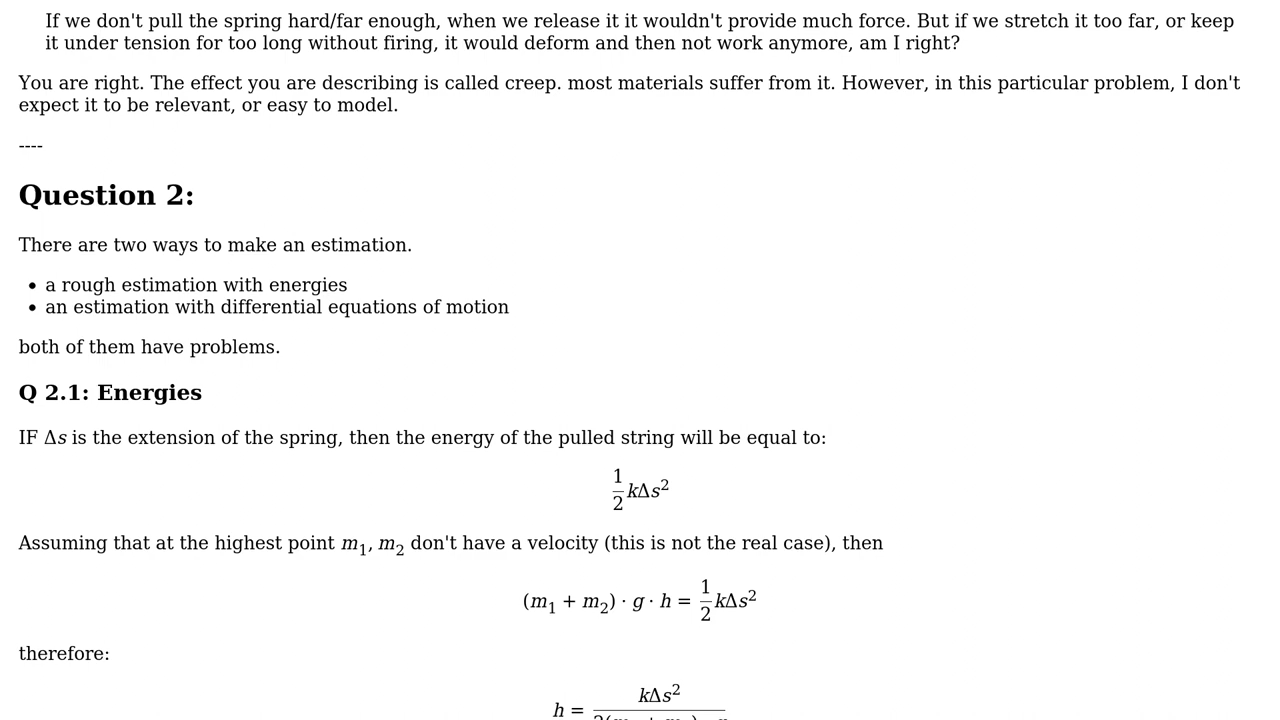 If we don't pull the spring hard/far enough, when we release it it wouldn't provide much force. But if we stretch it too far, or keep
it under tension for too long without firing, it would deform and then not work anymore, am I right?
You are right. The effect you are describing is called creep. most materials suffer from it. However, in this particular problem, I don't
expect it to be relevant, or easy to model.
----
Question 2:
There are two ways to make an estimation.
• a rough estimation with energies
• an estimation with differential equations of motion
both of them have problems.
Q 2.1: Energies
IF Δs is the extension of the spring, then the energy of the pulled string will be equal to:
1/2 kΔs²
Assuming that at the highest point m₁, m₂ don't have a velocity (this is not the real case), then
(m₁ + m₂) · g · h = 1/2 kΔs²
therefore:
h = kΔs²